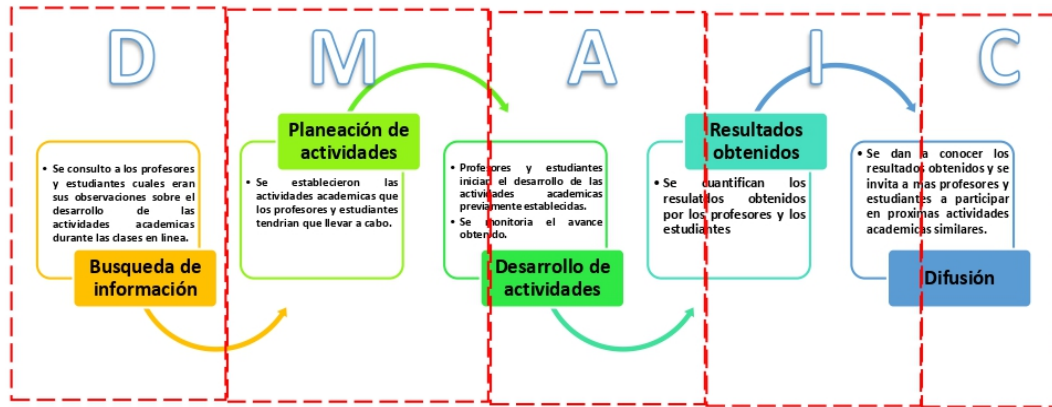 D
M
A
I
C
• Se consulto a los profesores
y estudiantes cuales eran
sus observaciones sobre el
desarrollo de las
actividades academicas
durante las clases en linea.
Busqueda de
información
Planeación de
actividades
• Se establecieron las
actividades academicas que
los profesores y estudiantes
tendrian que llevar a cabo.
• Profesores y estudiantes
inician el desarrollo de las
actividades academicas
previamente establecidas.
• Se monitoria el avance
obtenido.
Desarrollo de
actividades
Resultados
obtenidos
• Se cuantifican los
resulatdos obtenidos
por los profesores y los
estudiantes
• Se dan a conocer los
resultados obtenidos y se
invita a mas profesores y
estudiantes a participar
en proximas actividades
academicas similares.
Difusión